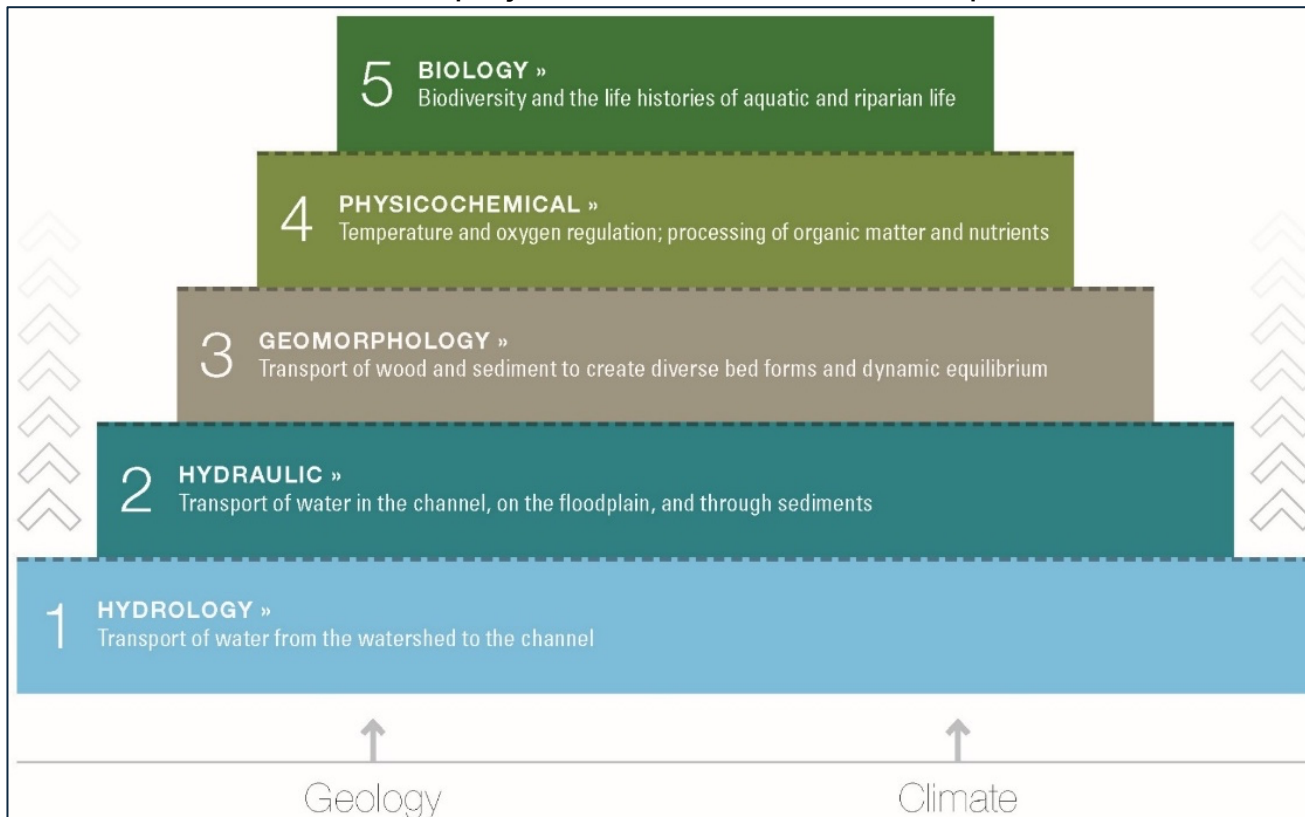 5 BIOLOGY »
Biodiversity and the life histories of aquatic and riparian life
4 PHYSICOCHEMICAL »
Temperature and oxygen regulation; processing of organic matter and nutrients
3 GEOMORPHOLOGY »
Transport of wood and sediment to create diverse bed forms and dynamic equilibrium
2 HYDRAULIC »
Transport of water in the channel, on the floodplain, and through sediments
1 HYDROLOGY »
Transport of water from the watershed to the channel
Geology Climate